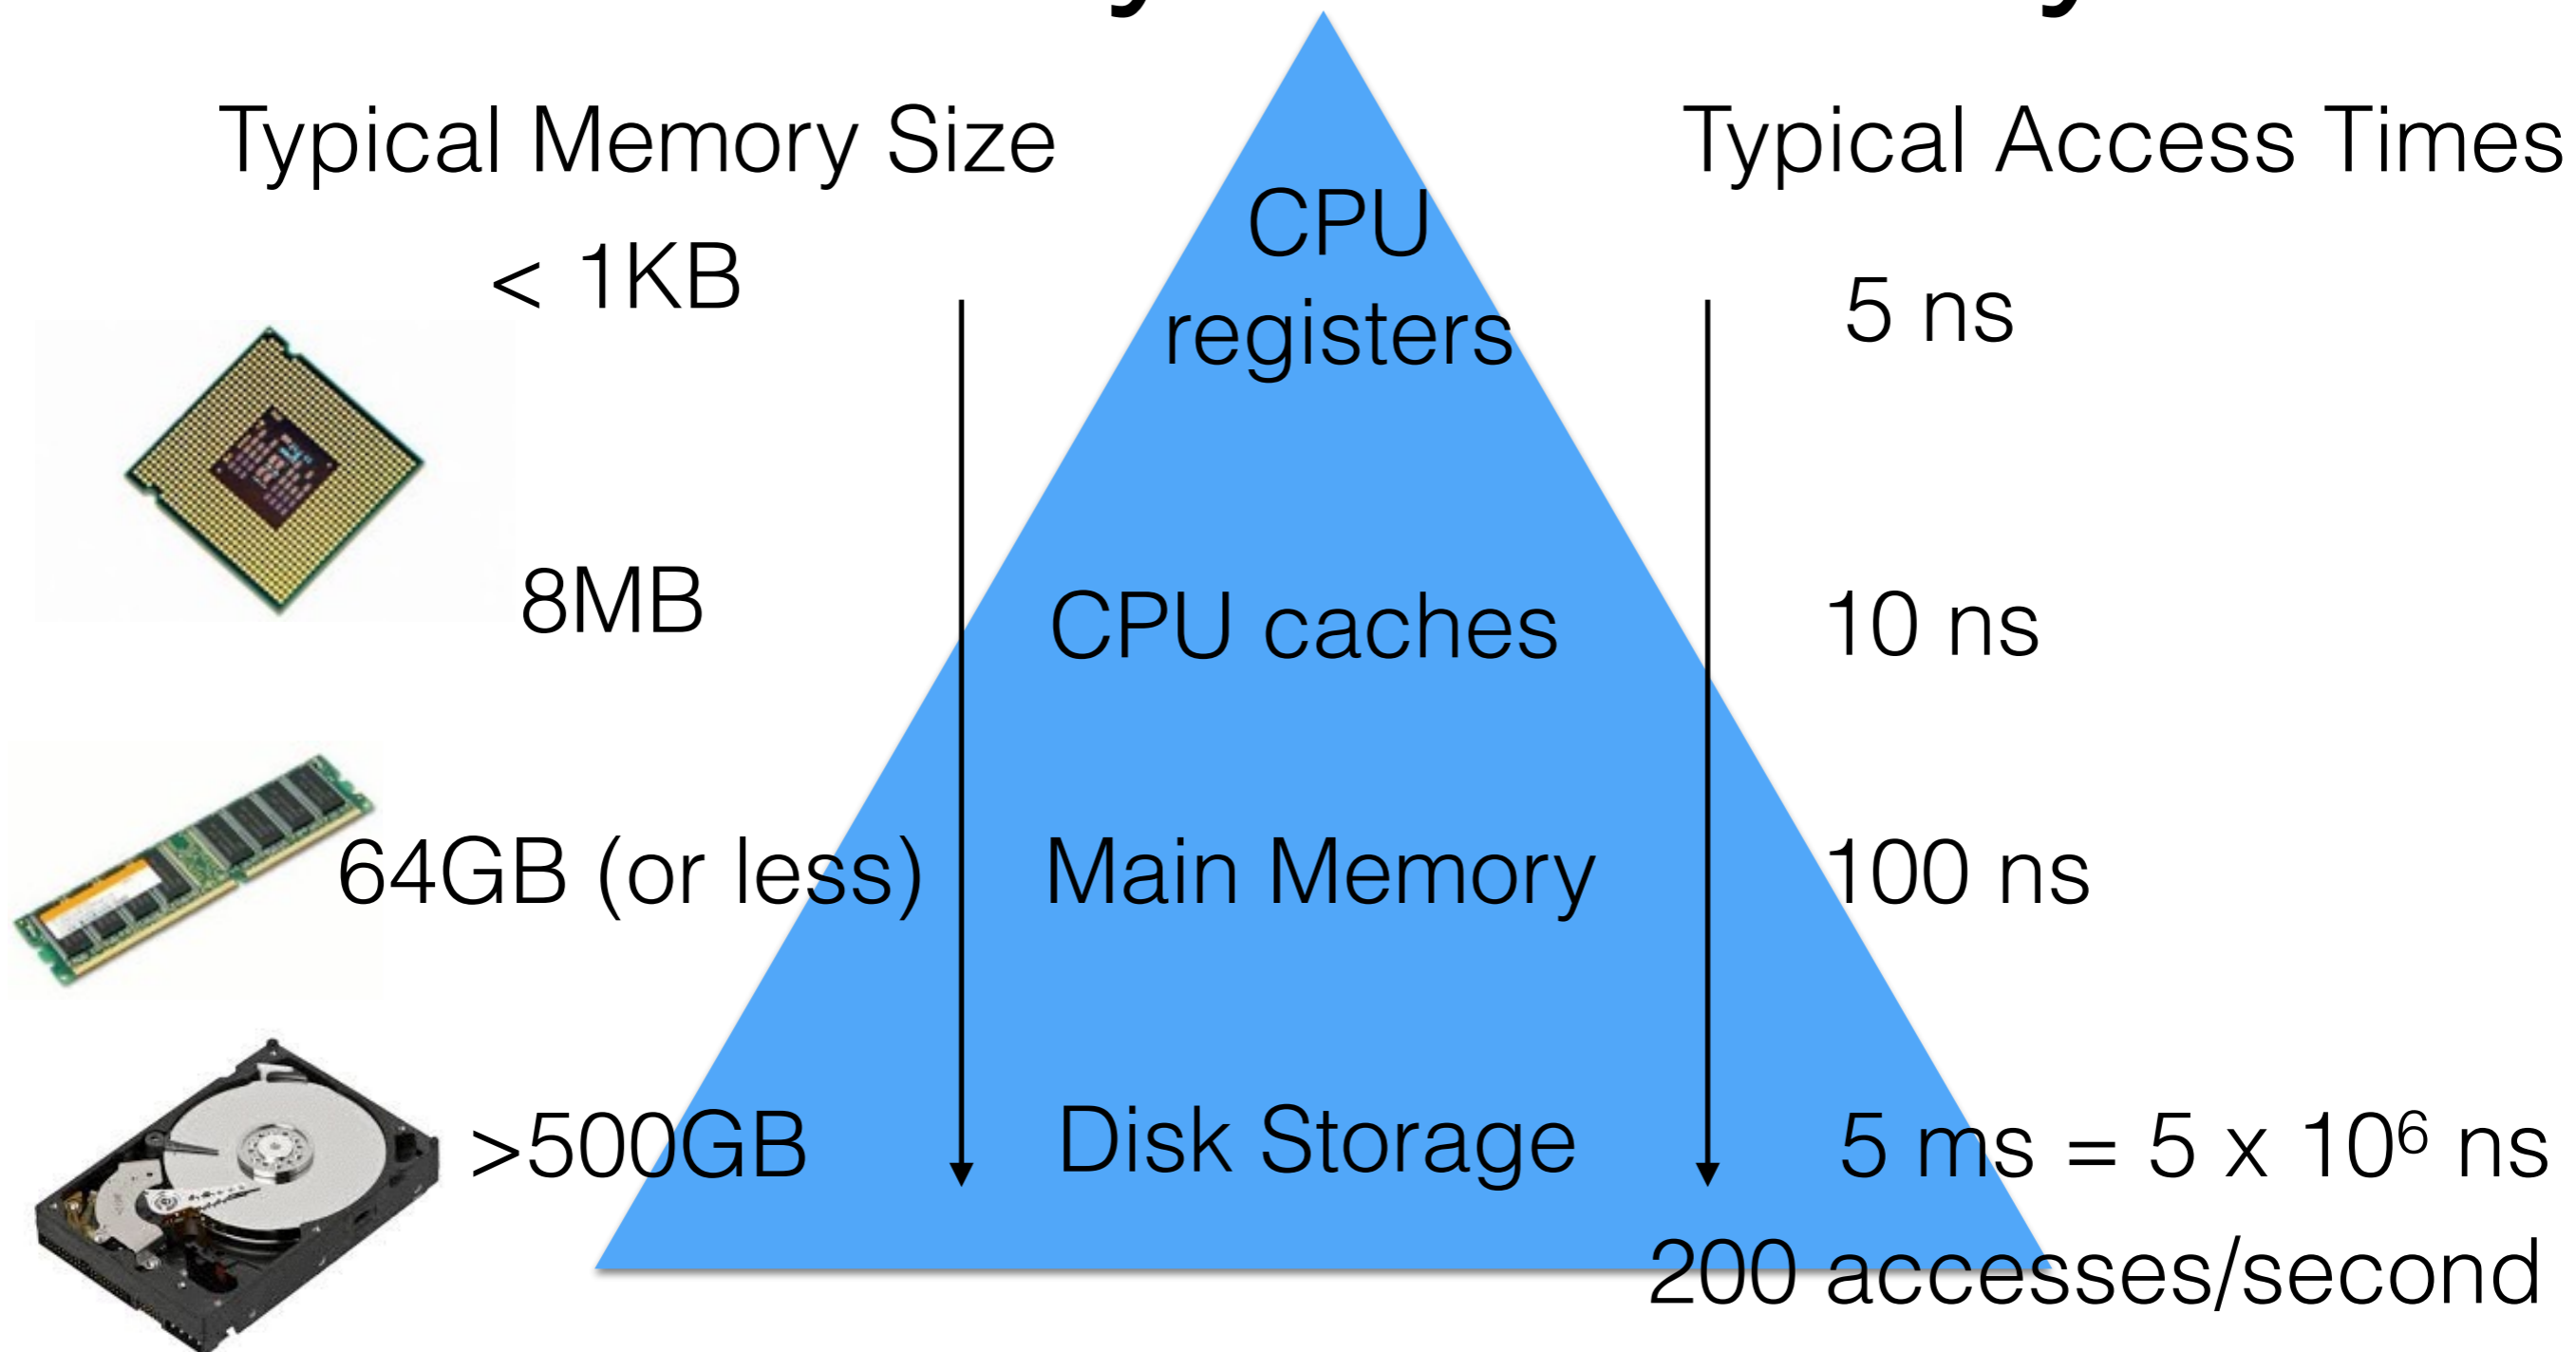 Typical Memory Size
Typical Access Times
CPU
registers
< 1KB
5 ns
8MB
CPU caches
10 ns
64GB (or less)
Main Memory
100 ns
>500GB
Disk Storage
5 ms = 5 x 10⁶ ns
200 accesses/second